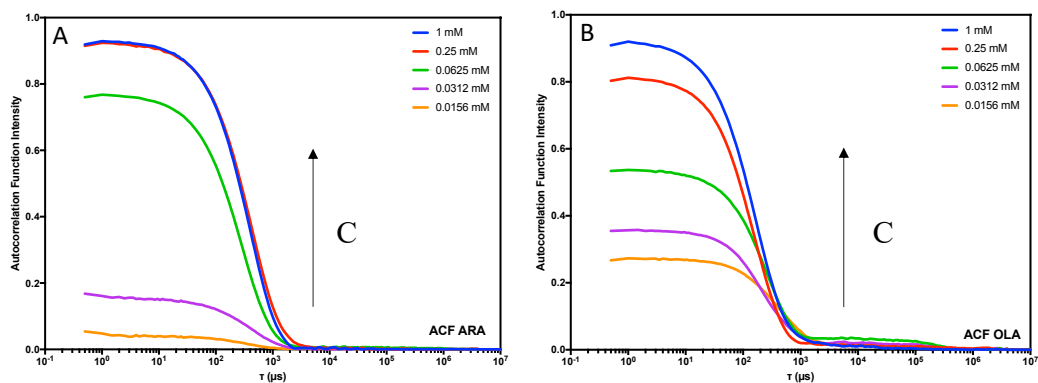 A
1.0
0.8
0.6
0.4
0.2
0.0
Autocorrelation Function Intensity
1 mM
0.25 mM
0.0625 mM
0.0312 mM
0.0156 mM
C
ACF ARA
10-1 100 101 102 103 104 105 106 107
τ (µs)
B
1.0
0.8
0.6
0.4
0.2
0.0
Autocorrelation Function Intensity
1 mM
0.25 mM
0.0625 mM
0.0312 mM
0.0156 mM
C
ACF OLA
10-1 100 101 102 103 104 105 106 107
τ (µs)